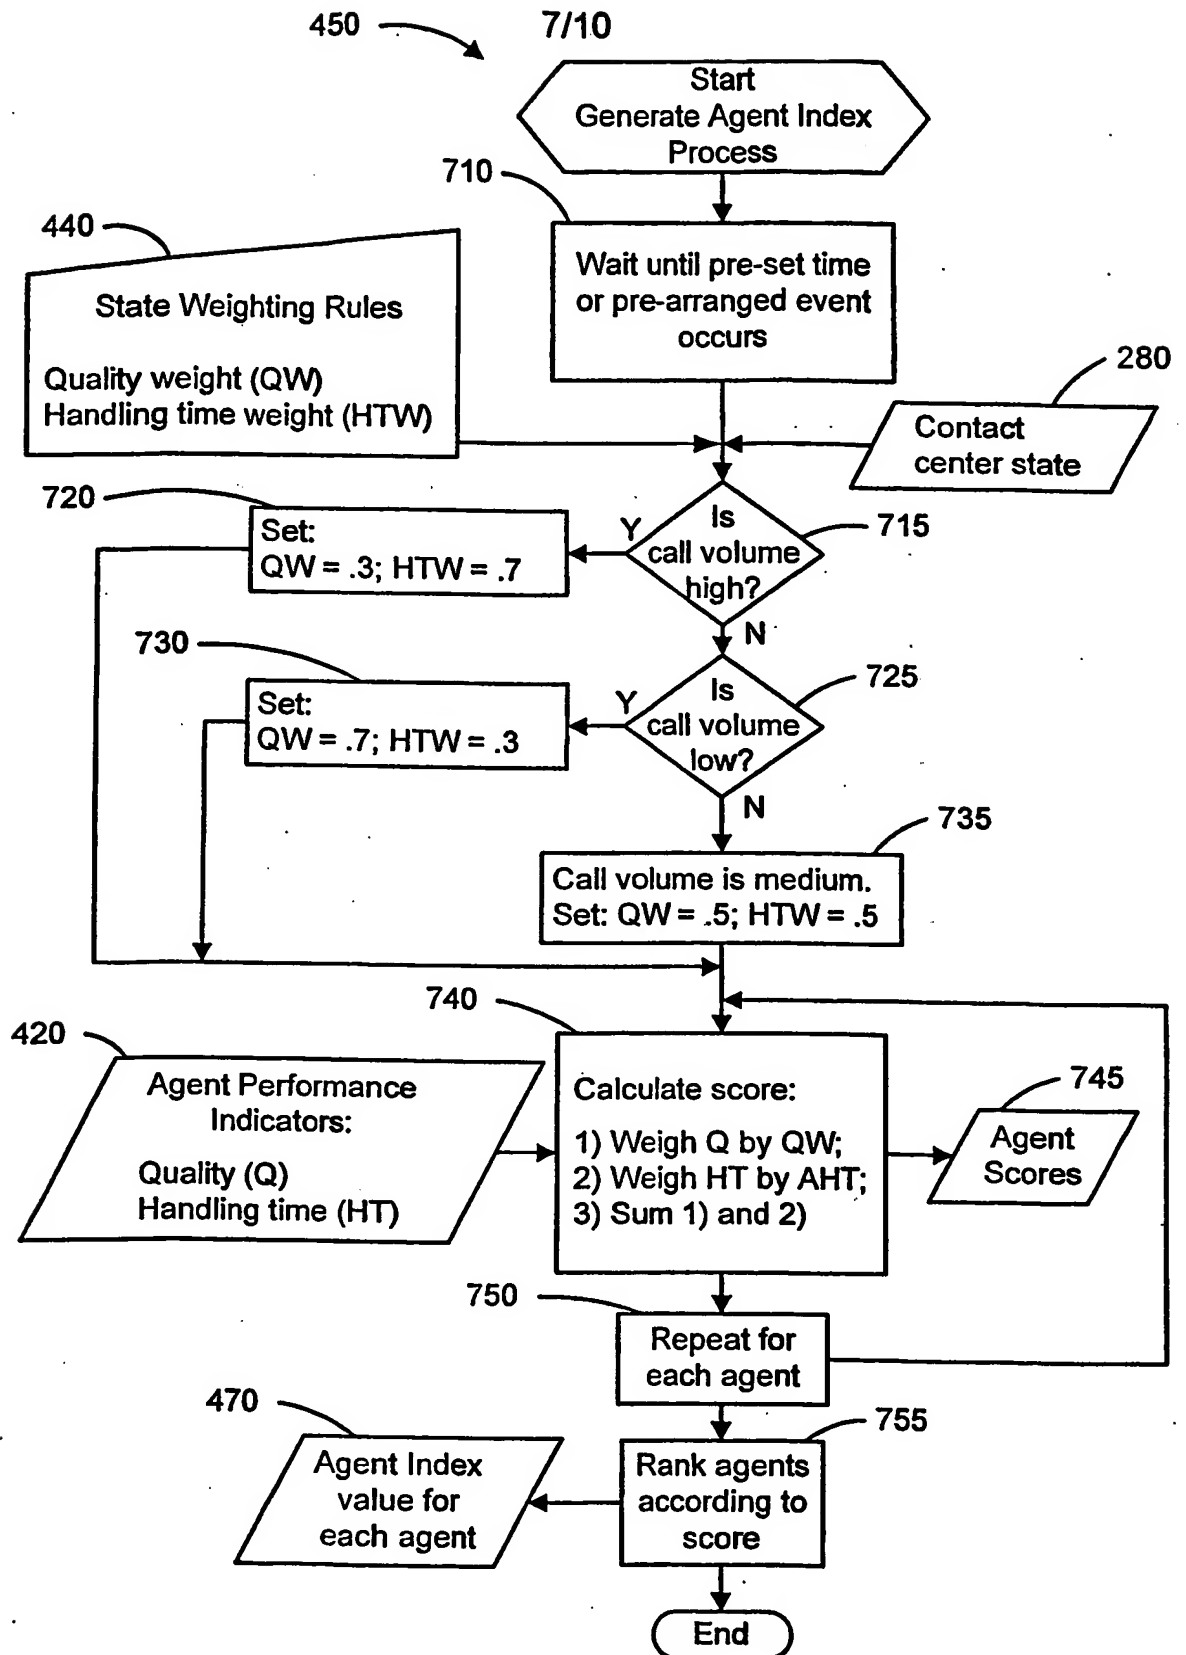 450
7/10
Start
Generate Agent Index
Process
710
440
Wait until pre-set time
or pre-arranged event
occurs
State Weighting Rules
Quality weight (QW)
Handling time weight (HTW)
280
Contact
center state
720
Set:
QW = .3; HTW = .7
Y
Is
call volume
high?
715
N
730
Set:
QW = .7; HTW = .3
Y
Is
call volume
low?
725
N
735
Call volume is medium.
Set: QW = .5; HTW = .5
740
420
Agent Performance
Indicators:
Quality (Q)
Handling time (HT)
Calculate score:
1) Weigh Q by QW;
2) Weigh HT by AHT;
3) Sum 1) and 2)
745
Agent
Scores
750
Repeat for
each agent
470
755
Agent Index
value for
each agent
Rank agents
according to
score
End